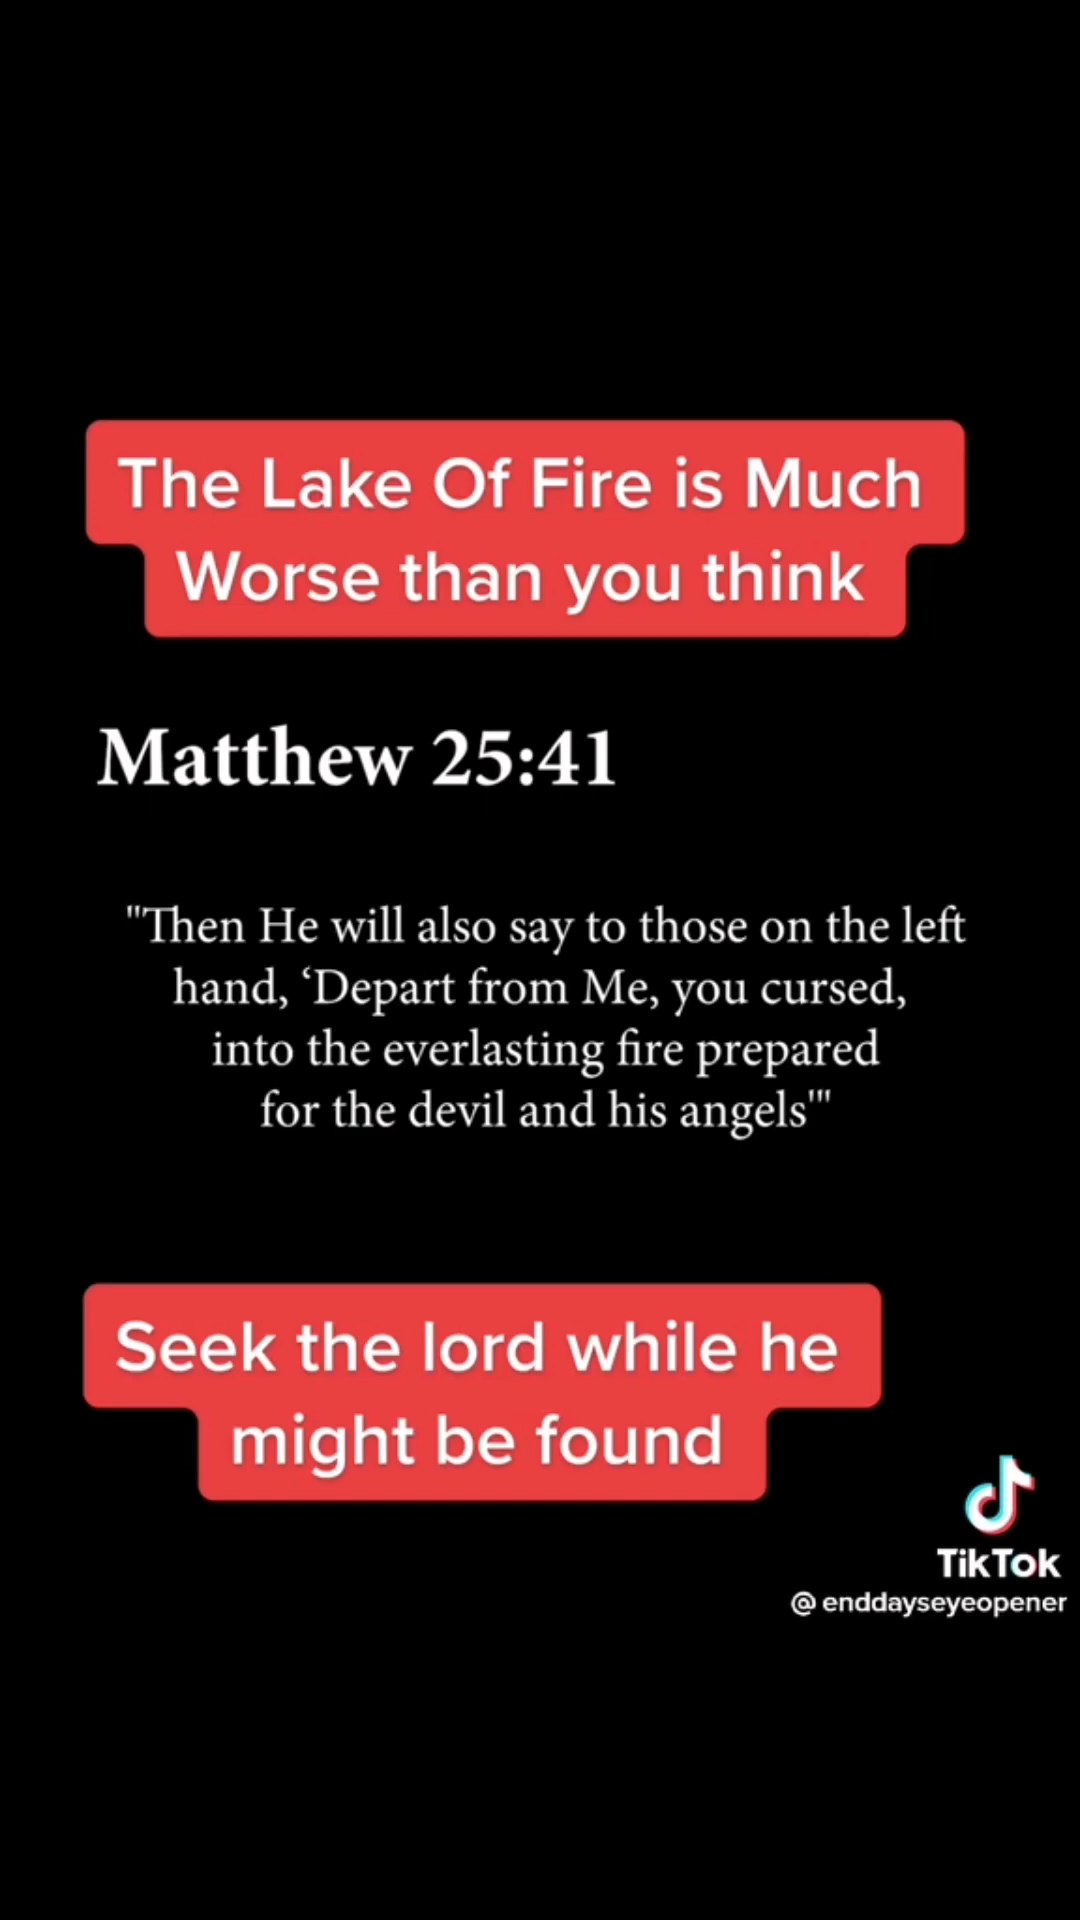 The Lake Of Fire is Much
Worse than you think
Matthew 25:41
"Then He will also say to those on the left
hand, ‘Depart from Me, you cursed,
into the everlasting fire prepared
for the devil and his angels'"
Seek the lord while he
might be found
TikTok
@enddayseyeopener